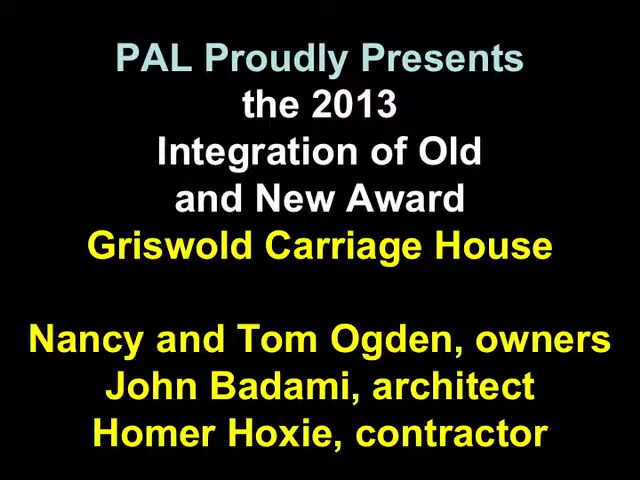 PAL Proudly Presents
the 2013
Integration of Old
and New Award
Griswold Carriage House
Nancy and Tom Ogden, owners
John Badami, architect
Homer Hoxie, contractor